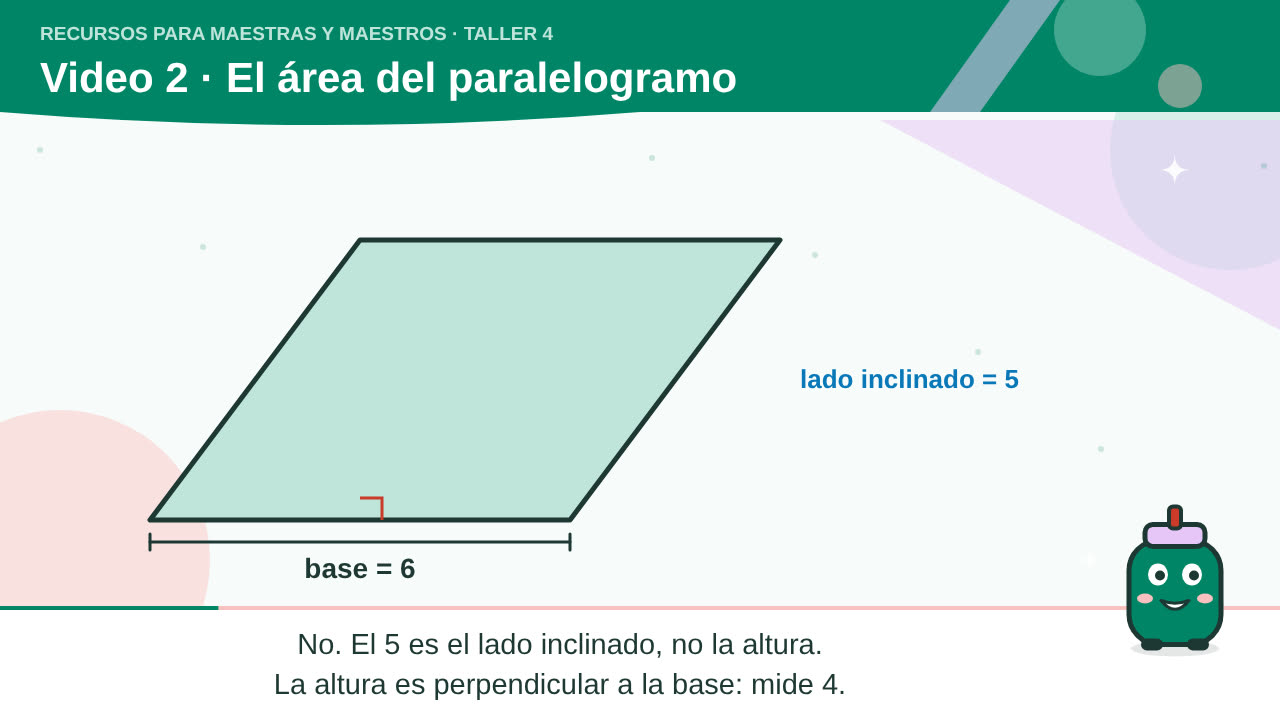 RECURSOS PARA MAESTRAS Y MAESTROS · TALLER 4
Video 2 · El área del paralelogramo
lado inclinado = 5
base = 6
No. El 5 es el lado inclinado, no la altura.
La altura es perpendicular a la base: mide 4.